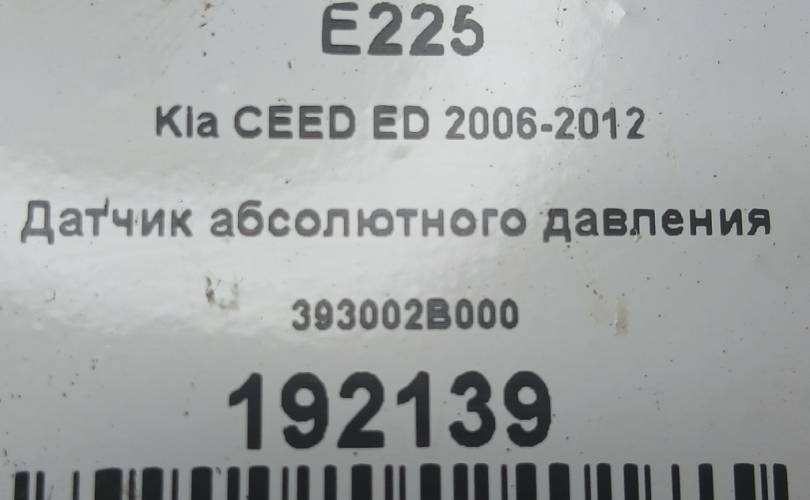 E225
Kia CEED ED 2006-2012
Датчик абсолютного давления
393002B000
192139